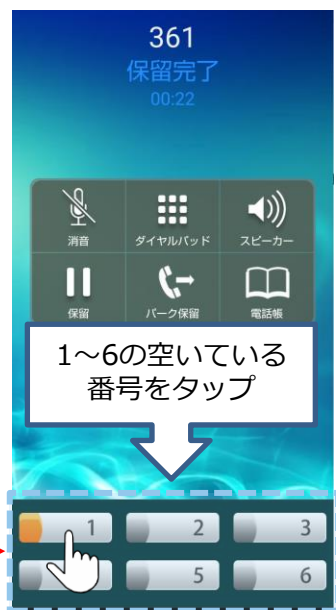 361
保留完了
00:22
消音
ダイヤルパッド
スピーカー
保留
パーク保留
電話帳
1～6の空いている
番号をタップ
1
2
3
5
6